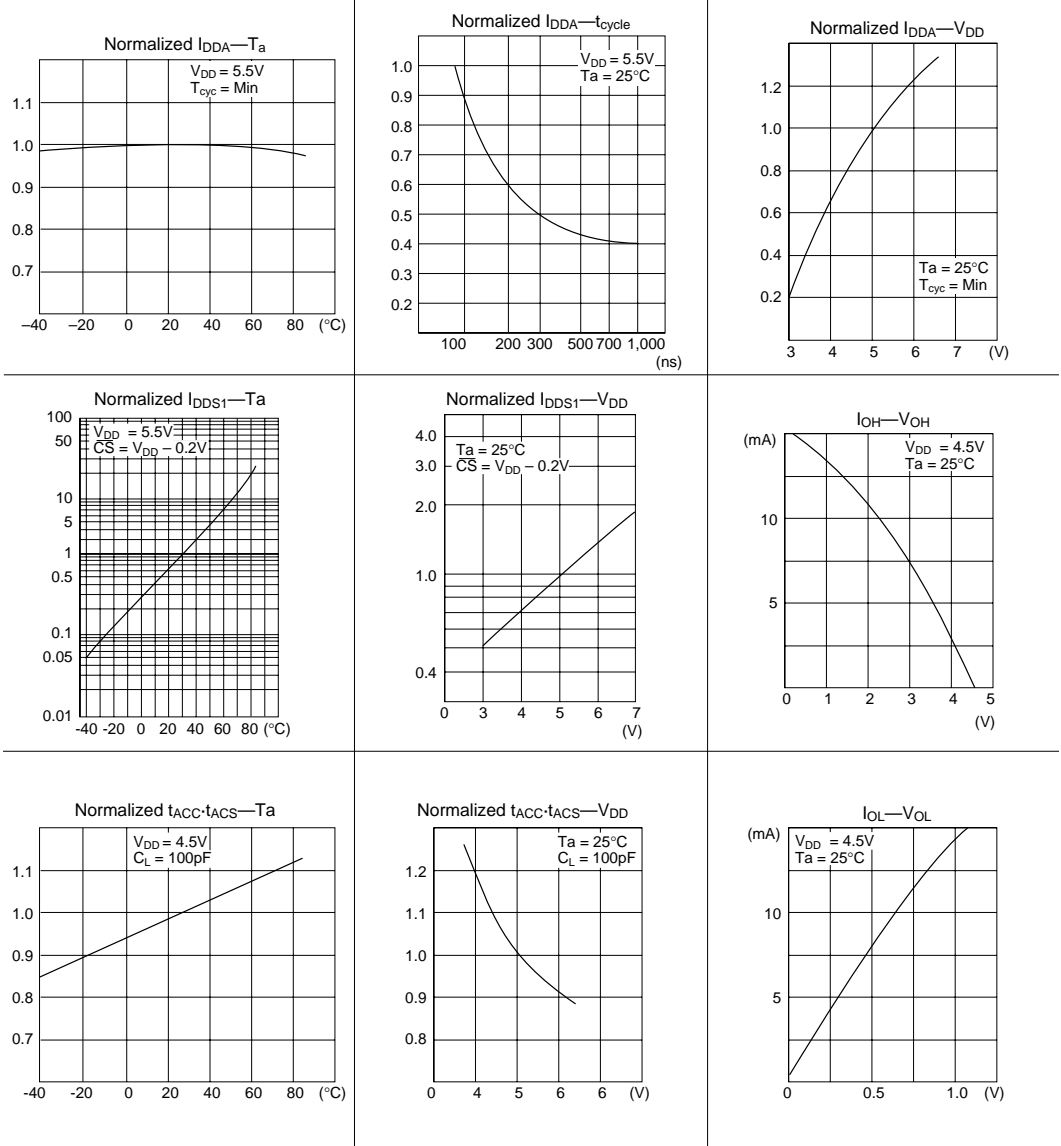 Normalized IDDA—Ta
VDD = 5.5V
Tcyc = Min
1.1
1.0
0.9
0.8
0.7
–40 –20 0 20 40 60 80 (°C)
Normalized IDDA—tcycle
VDD = 5.5V
Ta = 25°C
1.0
0.9
0.8
0.7
0.6
0.5
0.4
0.3
0.2
100 200 300 500 700 1,000
(ns)
Normalized IDDA—VDD
1.2
1.0
0.8
0.6
0.4
0.2
Ta = 25°C
Tcyc = Min
3 4 5 6 7 (V)
Normalized IDDS1—Ta
VDD = 5.5V
CS = VDD – 0.2V
100
50
10
5
1
0.5
0.1
0.05
0.01
-40 -20 0 20 40 60 80 (°C)
Normalized IDDS1—VDD
Ta = 25°C
CS = VDD – 0.2V
4.0
3.0
2.0
1.0
0.4
0 3 4 5 6 7
(V)
IOH—VOH
(mA)
VDD = 4.5V
Ta = 25°C
10
5
0 1 2 3 4 5
(V)
Normalized tACC·tACS—Ta
VDD = 4.5V
CL = 100pF
1.1
1.0
0.9
0.8
0.7
-40 -20 0 20 40 60 80 (°C)
Normalized tACC·tACS—VDD
Ta = 25°C
CL = 100pF
1.2
1.1
1.0
0.9
0.8
0 4 5 6 (V)
IOL—VOL
(mA)
VDD = 4.5V
Ta = 25°C
10
5
0 0.5 1.0 (V)